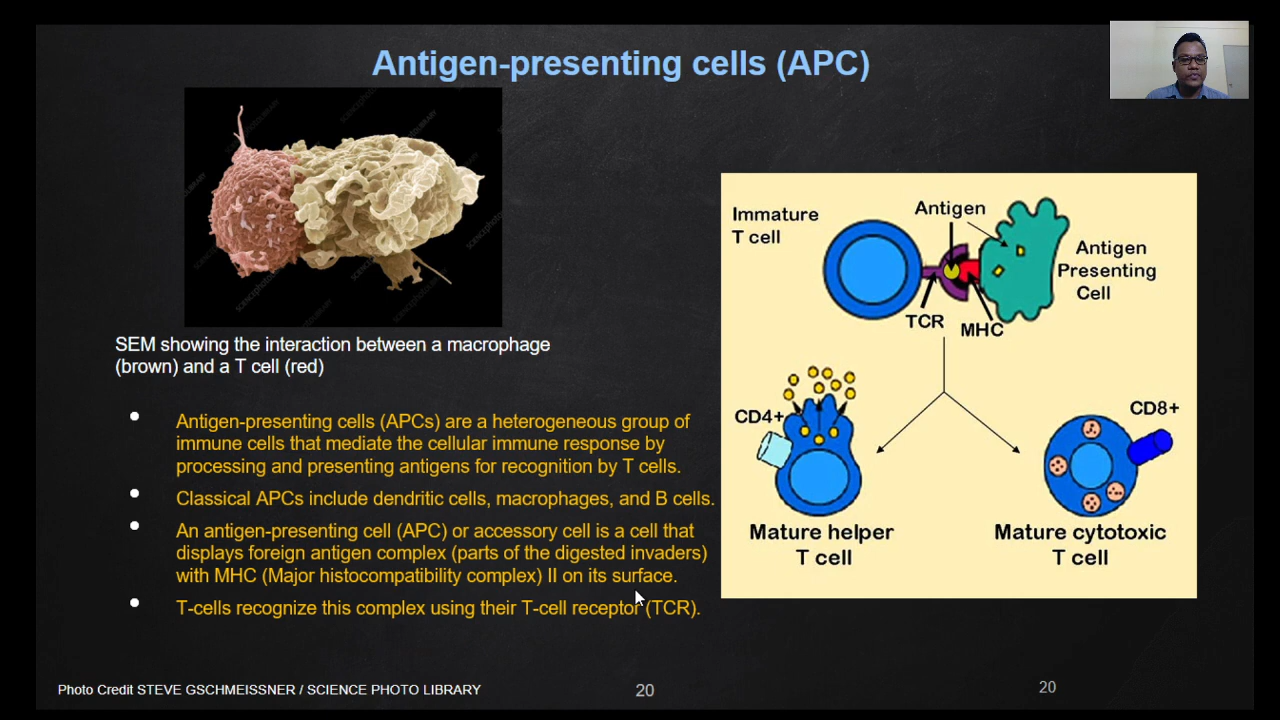 Antigen-presenting cells (APC)
SEM showing the interaction between a macrophage
(brown) and a T cell (red)
• Antigen-presenting cells (APCs) are a heterogeneous group of
immune cells that mediate the cellular immune response by
processing and presenting antigens for recognition by T cells.
• Classical APCs include dendritic cells, macrophages, and B cells.
• An antigen-presenting cell (APC) or accessory cell is a cell that
displays foreign antigen complex (parts of the digested invaders)
with MHC (Major histocompatibility complex) II on its surface.
• T-cells recognize this complex using their T-cell receptor (TCR).
Immature
T cell
Antigen
Antigen
Presenting
Cell
TCR
MHC
CD4+
CD8+
Mature helper
T cell
Mature cytotoxic
T cell
Photo Credit STEVE GSCHMEISSNER / SCIENCE PHOTO LIBRARY
20
20